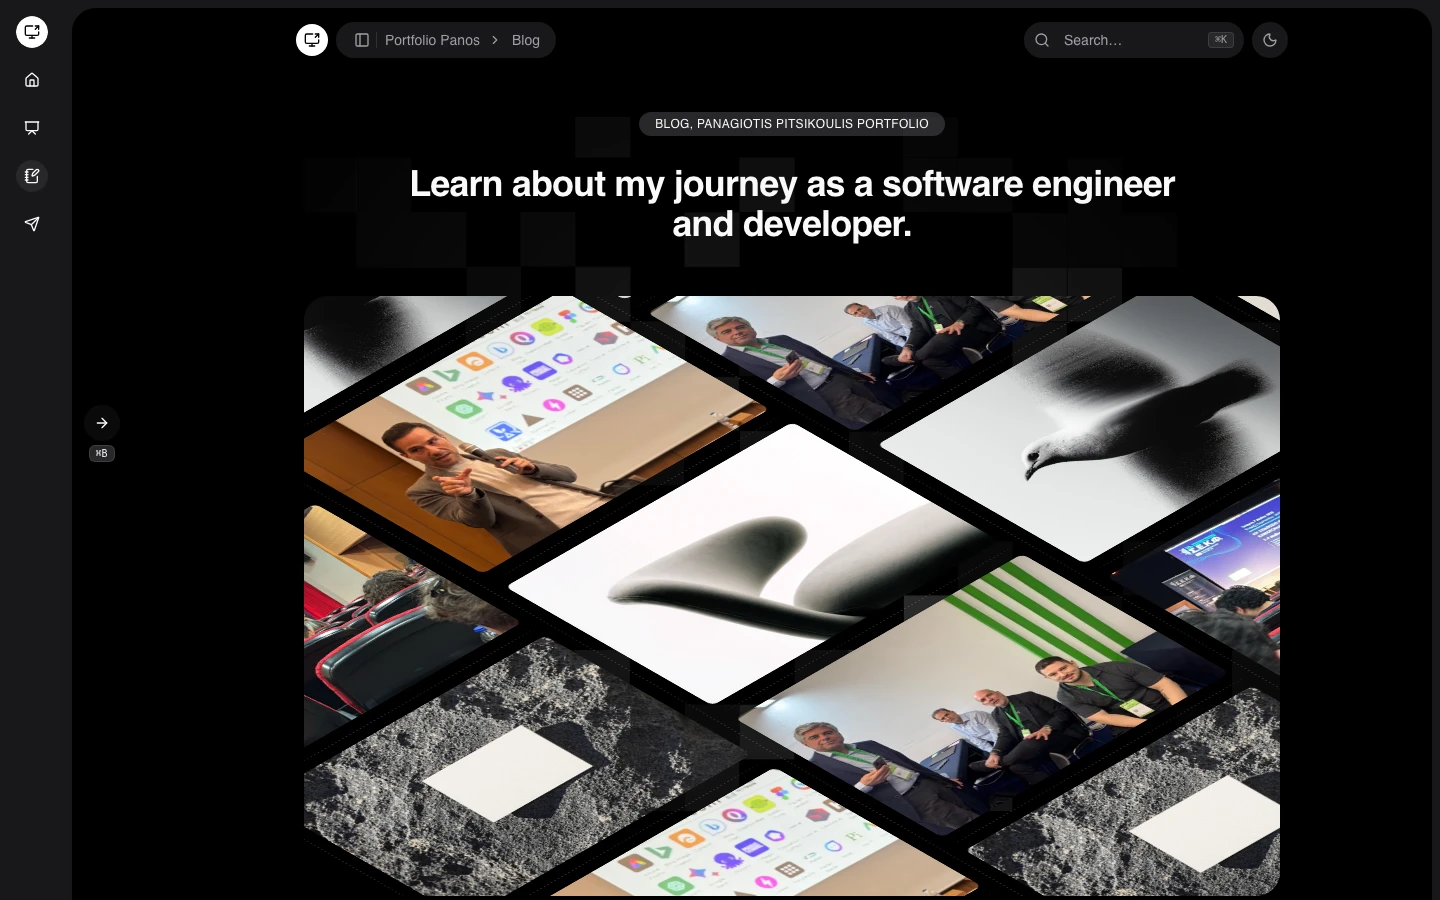 Portfolio Panos
Blog
Search...
⌘K
BLOG, PANAGIOTIS PITSIKOULIS PORTFOLIO
Learn about my journey as a software engineer
and developer.
⌘B